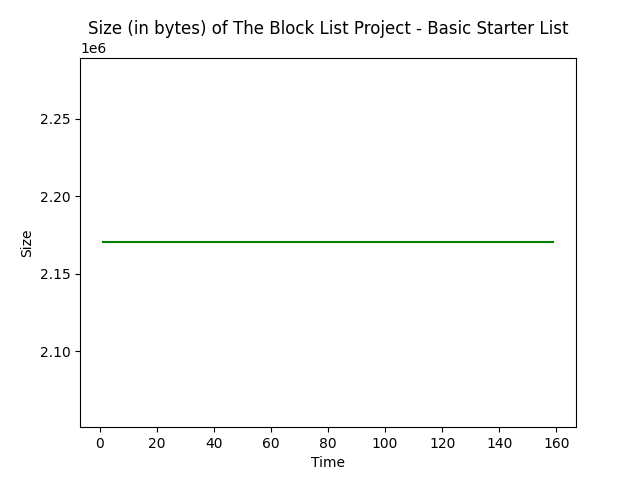 Size (in bytes) of The Block List Project - Basic Starter List
1e6
2.25
2.20
2.15
2.10
Size
0 20 40 60 80 100 120 140 160
Time